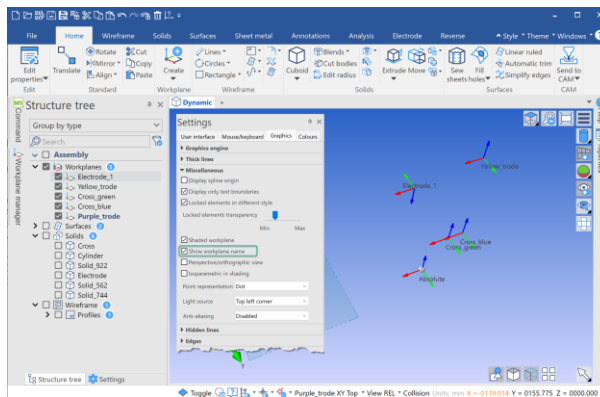 File Home Wireframe Solids Surfaces Sheet metal Annotations Analysis Electrode Reverse Style Theme Windows
Edit properties
Translate
Rotate Cut
Mirror Copy
Align Paste
Create
Lines
Circles
Rectangle
Cuboid
Blends
Cut bodies
Edit radius
Extrude Move
Sew sheets
Fill holes
Linear ruled
Automatic trim
Simplify edges
Send to CAM
Edit Standard Workplane Wireframe Solids Surfaces CAM
Command
Workplane manager
Structure tree
Group by type
Search
Assembly
Workplanes 5
Electrode_1
Yellow_trode
Cross_green
Cross_blue
Purple_trode
Surfaces 2
Solids 6
Cross
Cylinder
Solid_922
Electrode
Solid_562
Solid_744
Wireframe 1
Profiles 1
Structure tree Settings
Dynamic
Settings
User interface Mouse/keyboard Graphics Colours
Graphics engine
Thick lines
Miscellaneous
Display spline origin
Display only text boundaries
Locked elements in different style
Locked elements transparency
Min Max
Shaded workplane
Show workplane name
Perspective/orthographic view
Isoparametric in shading
Point representation Dot
Light source Top left corner
Anti-aliasing Disabled
Hidden lines
Edges
Y
Yellow_trode
Electrode_1
Cross_blue
Cross_green
Absolute
Toggle Purple_trode XY Top View REL Collision Units: mm X =-0119.014 Y = 0155.775 Z = 0000.000